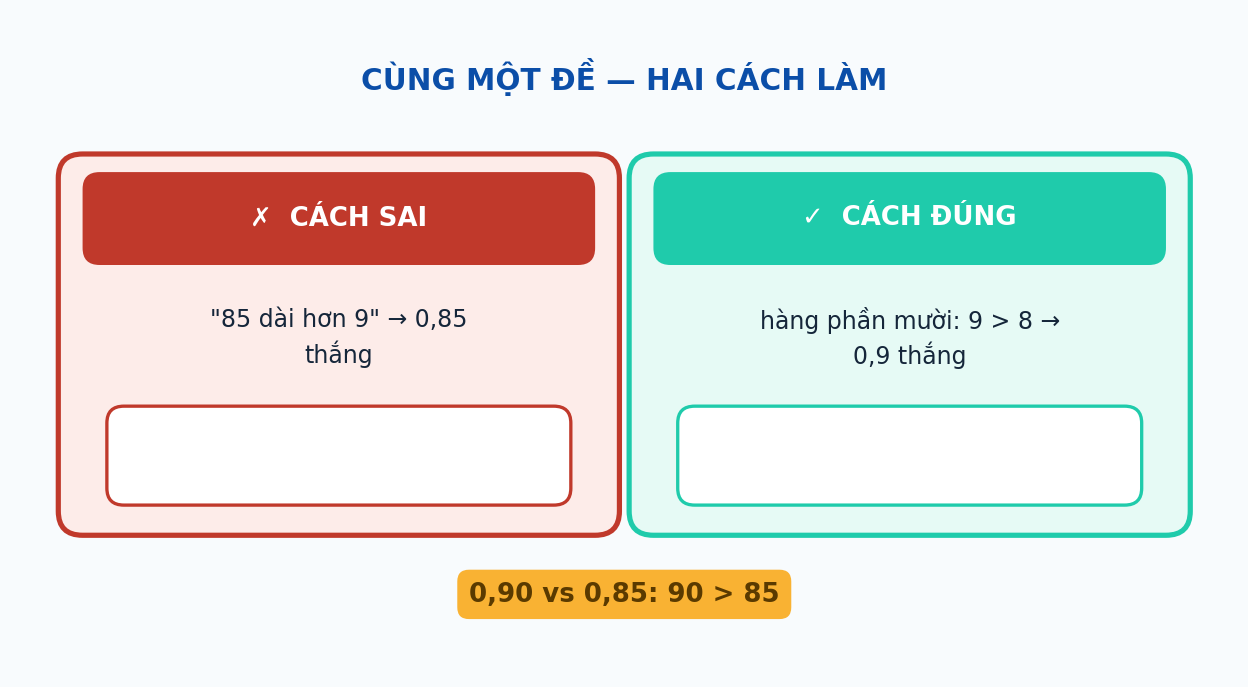 CÙNG MỘT ĐỀ — HAI CÁCH LÀM
✗ CÁCH SAI
"85 dài hơn 9" → 0,85
thắng
✓ CÁCH ĐÚNG
hàng phần mười: 9 > 8 →
0,9 thắng
0,90 vs 0,85: 90 > 85